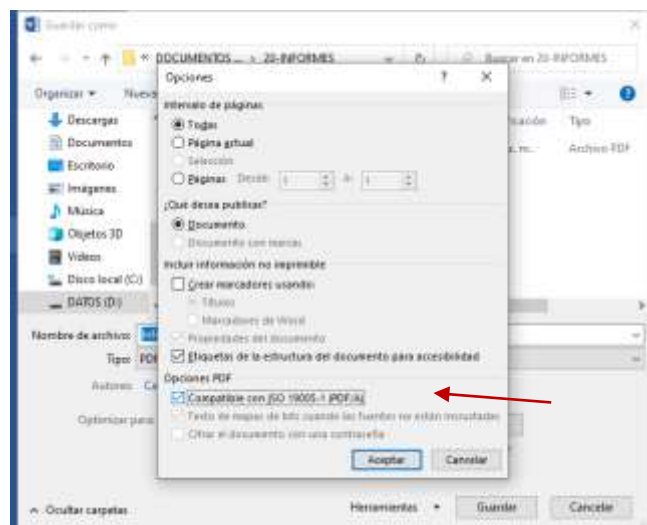 Guardar como
DOCUMENTOS ... > 20-INFORMES
Buscar en 20-INFORMES
Organizar
Nueva
Descargas
Documentos
Escritorio
Imágenes
Música
Objetos 3D
Vídeos
Disco local (C:)
DATOS (D:)
Tipo
Archivo PDF
Opciones ? ×
Intervalo de páginas
Todas
Página actual
Selección
Páginas Desde: 1 A: 1
¿Qué desea publicar?
Documento
Documento con marcas
Incluir información no imprimible
Crear marcadores usando:
Títulos
Marcadores de Word
Propiedades del documento
Etiquetas de la estructura del documento para accesibilidad
Opciones PDF
Compatible con ISO 19005-1 (PDF/A)
Texto de mapas de bits cuando las fuentes no están incrustadas
Cifrar el documento con una contraseña
Aceptar Cancelar
Nombre de archivo:
Tipo: PDF
Autores:
Optimizar para
Ocultar carpetas
Herramientas Guardar Cancelar